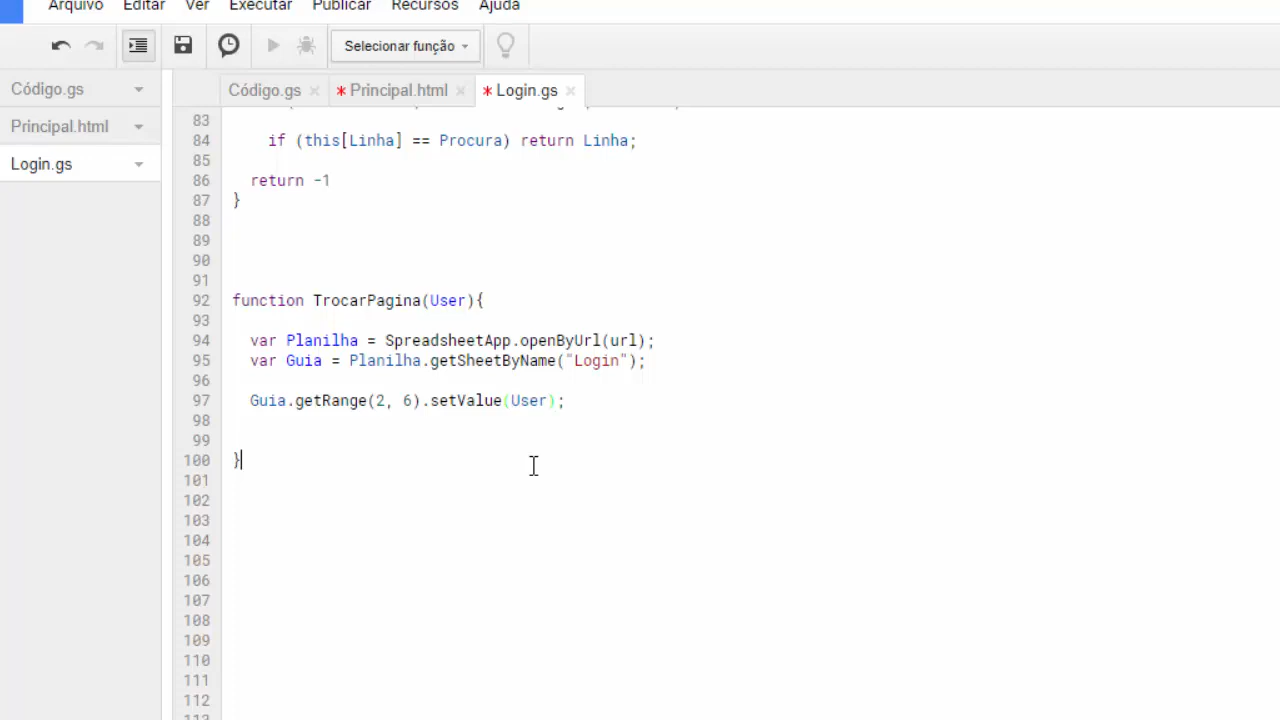 Arquivo Editar Ver Executar Publicar Recursos Ajuda
Selecionar função
Código.gs
Principal.html
Login.gs
Código.gs × * Principal.html × * Login.gs ×
83
84 if (this[Linha] == Procura) return Linha;
85
86 return -1
87 }
88
89
90
91
92 function TrocarPagina(User){
93
94 var Planilha = SpreadsheetApp.openByUrl(url);
95 var Guia = Planilha.getSheetByName("Login");
96
97 Guia.getRange(2, 6).setValue(User);
98
99
100 }
101
102
103
104
105
106
107
108
109
110
111
112